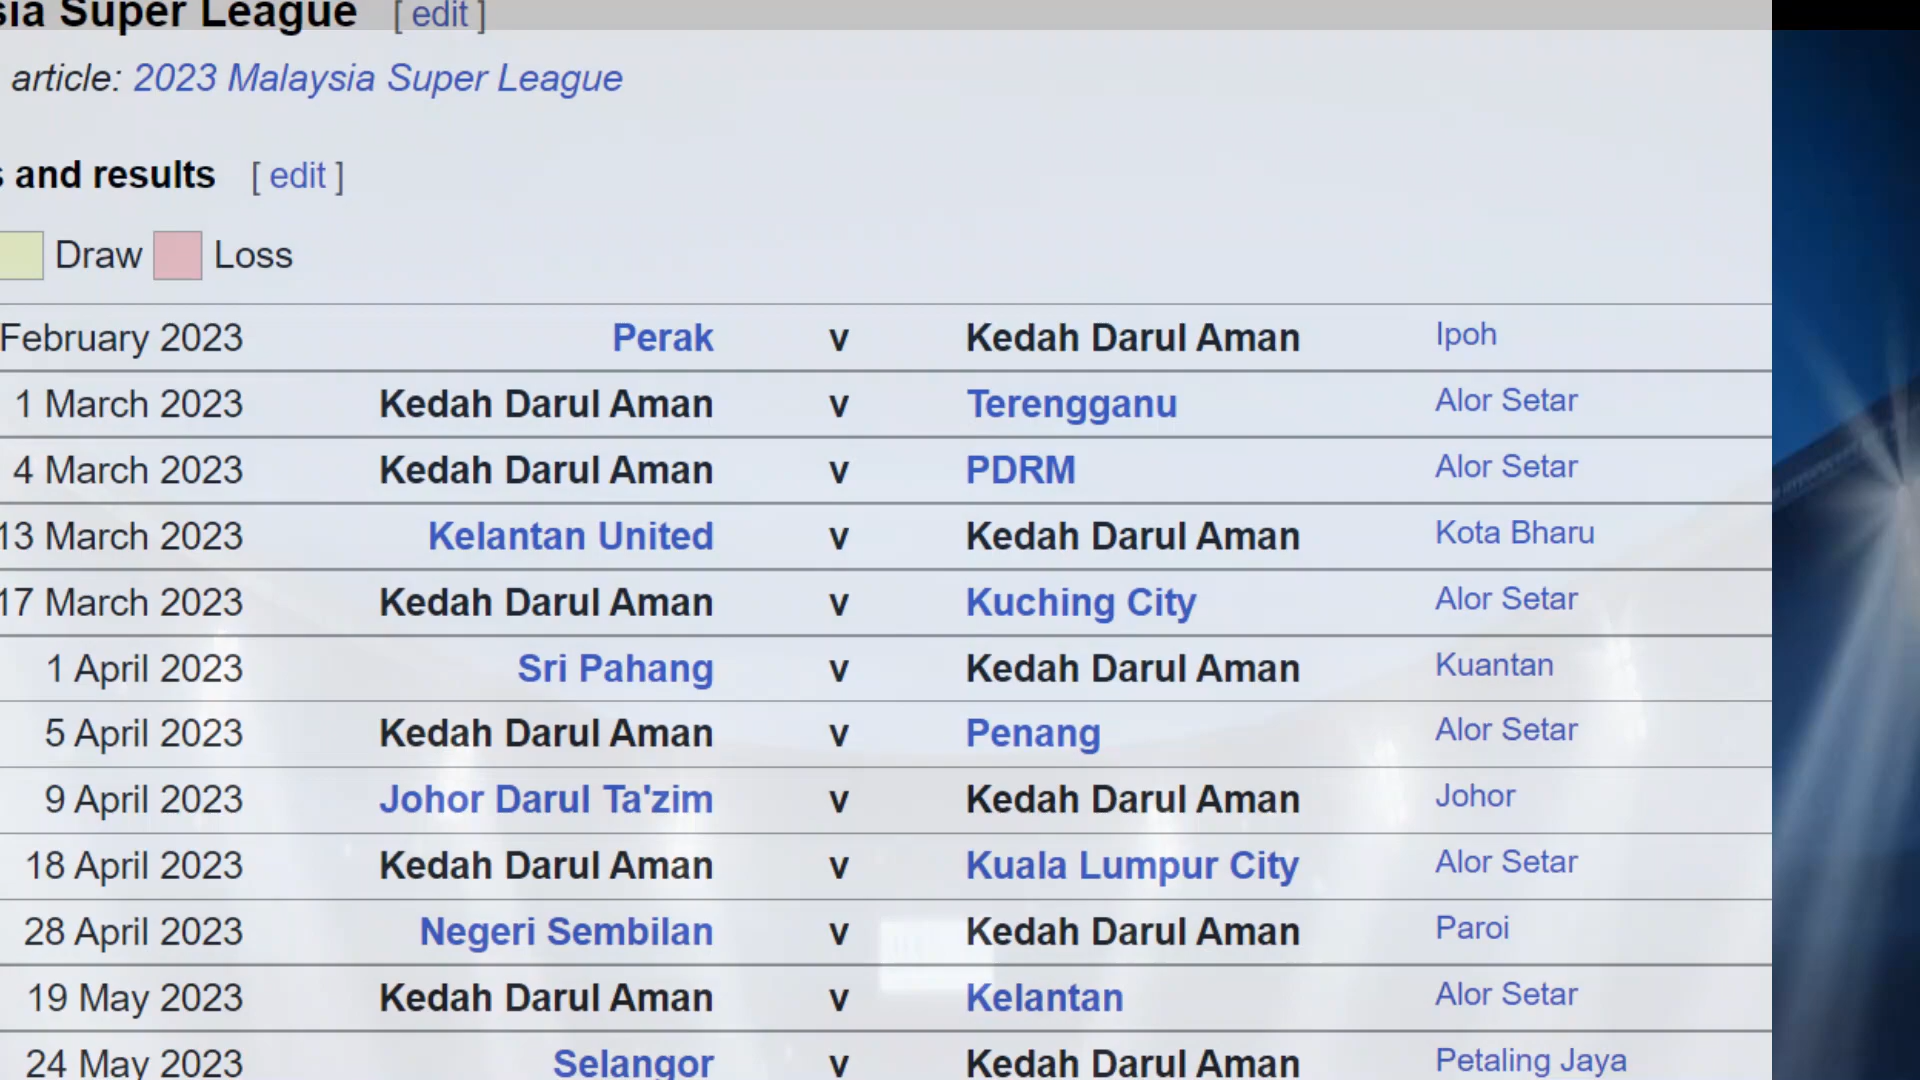 sia Super League [ edit ]
article: 2023 Malaysia Super League
s and results [ edit ]
Draw Loss
February 2023 Perak v Kedah Darul Aman Ipoh
1 March 2023 Kedah Darul Aman v Terengganu Alor Setar
4 March 2023 Kedah Darul Aman v PDRM Alor Setar
13 March 2023 Kelantan United v Kedah Darul Aman Kota Bharu
17 March 2023 Kedah Darul Aman v Kuching City Alor Setar
1 April 2023 Sri Pahang v Kedah Darul Aman Kuantan
5 April 2023 Kedah Darul Aman v Penang Alor Setar
9 April 2023 Johor Darul Ta'zim v Kedah Darul Aman Johor
18 April 2023 Kedah Darul Aman v Kuala Lumpur City Alor Setar
28 April 2023 Negeri Sembilan v Kedah Darul Aman Paroi
19 May 2023 Kedah Darul Aman v Kelantan Alor Setar
24 May 2023 Selangor v Kedah Darul Aman Petaling Jaya